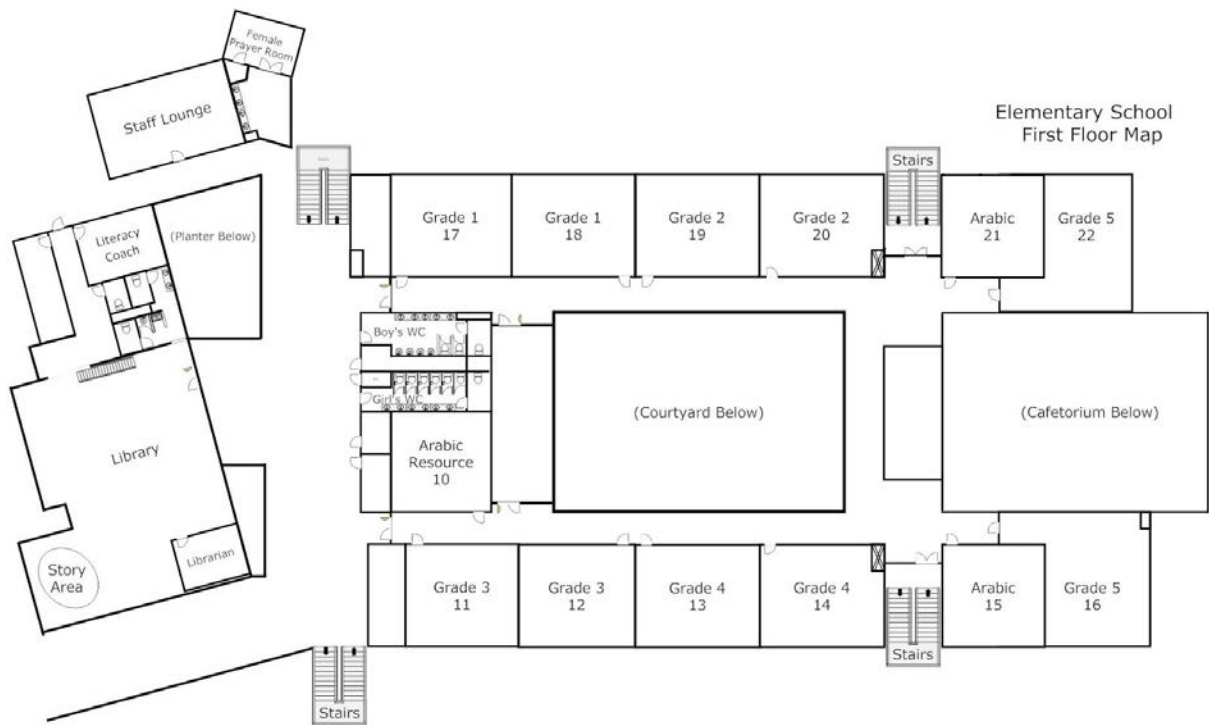 Female
Prayer Room
Staff Lounge
Elementary School
First Floor Map
Stairs
Grade 1
17
Grade 1
18
Grade 2
19
Grade 2
20
Arabic
21
Grade 5
22
Literacy
Coach
(Planter Below)
Boy's WC
Girl's WC
(Courtyard Below)
(Cafetorium Below)
Library
Arabic
Resource
10
Librarian
Story
Area
Grade 3
11
Grade 3
12
Grade 4
13
Grade 4
14
Arabic
15
Grade 5
16
Stairs
Stairs